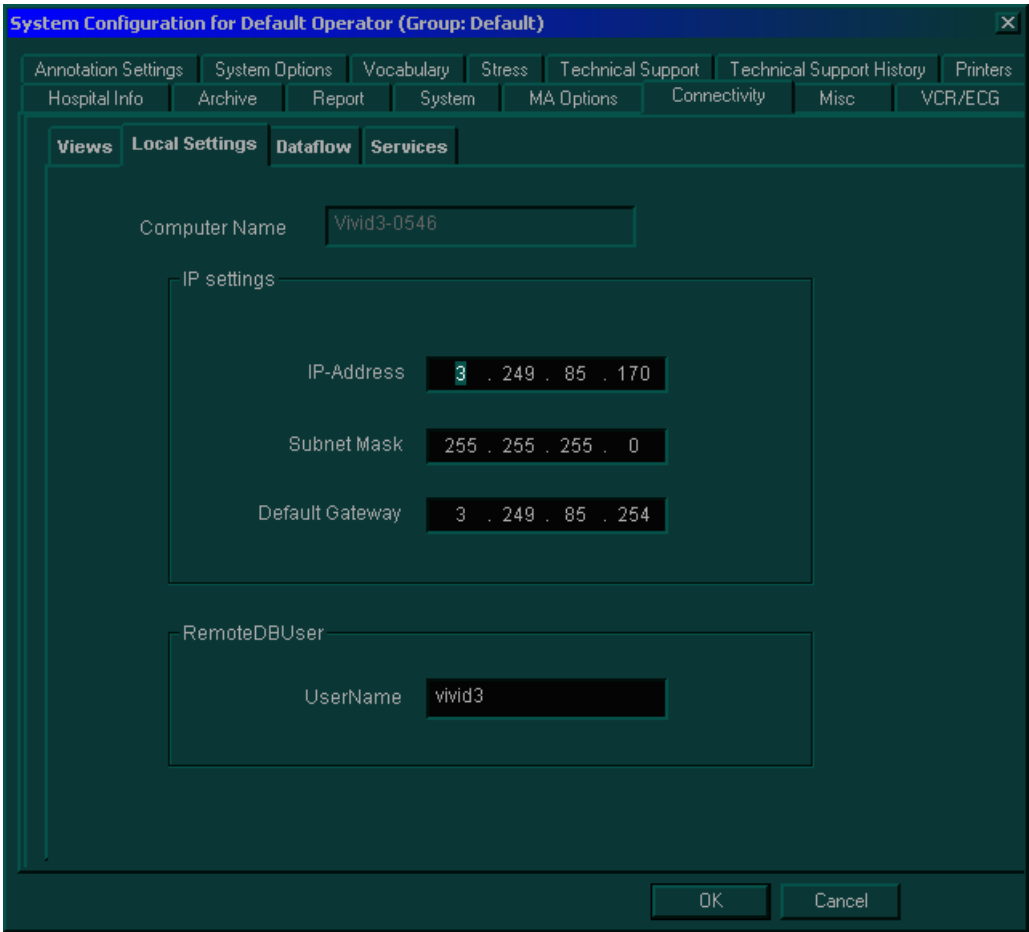 System Configuration for Default Operator (Group: Default)
Annotation Settings System Options Vocabulary Stress Technical Support Technical Support History Printers
Hospital Info Archive Report System MA Options Connectivity Misc VCR/ECG
Views Local Settings Dataflow Services
Computer Name Vivid3-0546
IP settings
IP-Address 3 . 249 . 85 . 170
Subnet Mask 255 . 255 . 255 . 0
Default Gateway 3 . 249 . 85 . 254
RemoteDBUser
UserName vivid3
OK Cancel